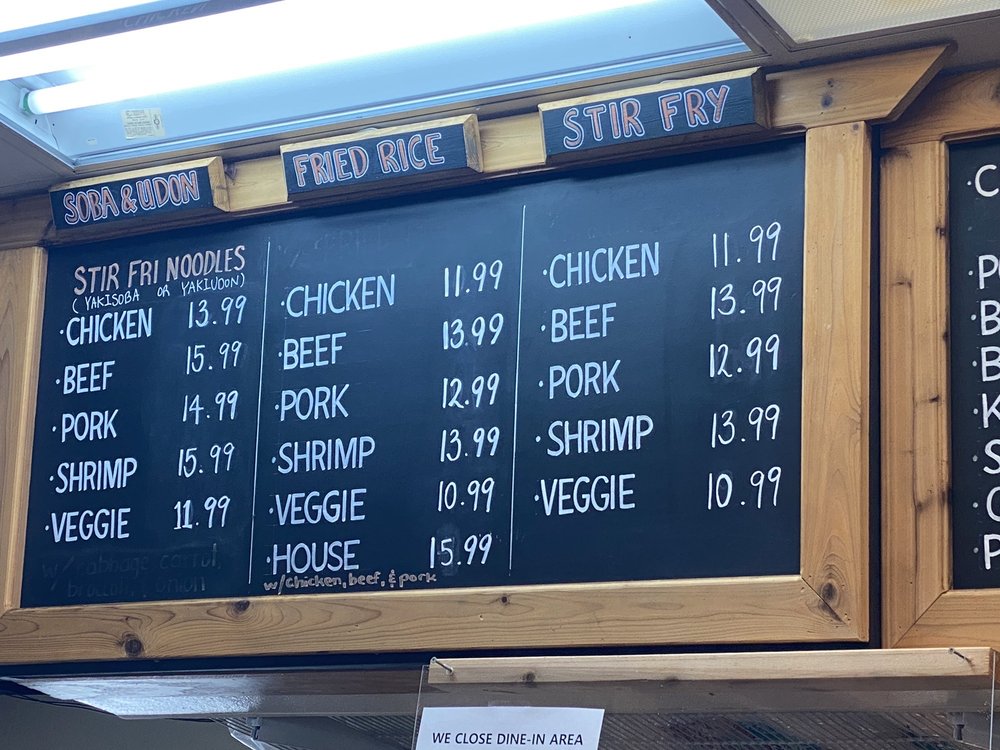 SOBA & UDON
STIR FRI NOODLES
(YAKISOBA OR YAKIUDON)
·CHICKEN 13.99
·BEEF 15.99
·PORK 14.99
·SHRIMP 15.99
·VEGGIE 11.99
FRIED RICE
·CHICKEN 11.99
·BEEF 13.99
·PORK 12.99
·SHRIMP 13.99
·VEGGIE 10.99
·HOUSE 15.99
w/chicken, beef, & pork
STIR FRY
·CHICKEN 11.99
·BEEF 13.99
·PORK 12.99
·SHRIMP 13.99
·VEGGIE 10.99
WE CLOSE DINE-IN AREA